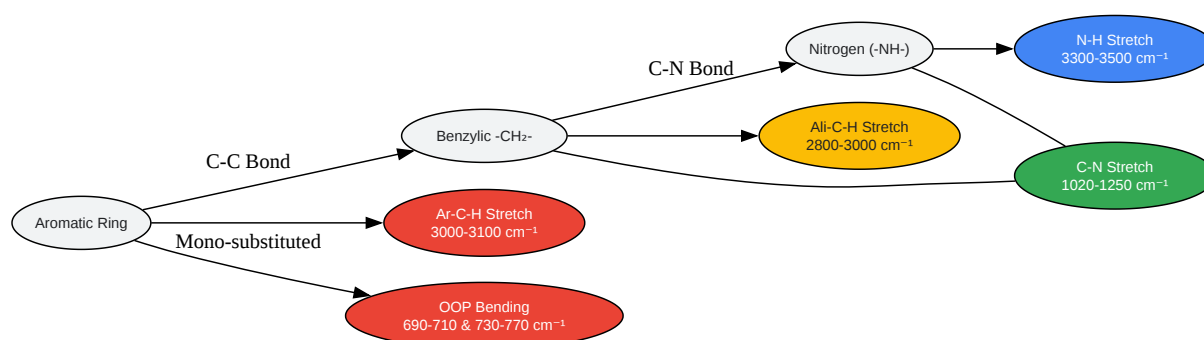 Nitrogen (-NH-)
N-H Stretch
3300-3500 cm⁻¹
C-N Bond
Benzylic -CH₂-
Ali-C-H Stretch
2800-3000 cm⁻¹
C-C Bond
C-N Stretch
1020-1250 cm⁻¹
Aromatic Ring
Ar-C-H Stretch
3000-3100 cm⁻¹
Mono-substituted
OOP Bending
690-710 & 730-770 cm⁻¹